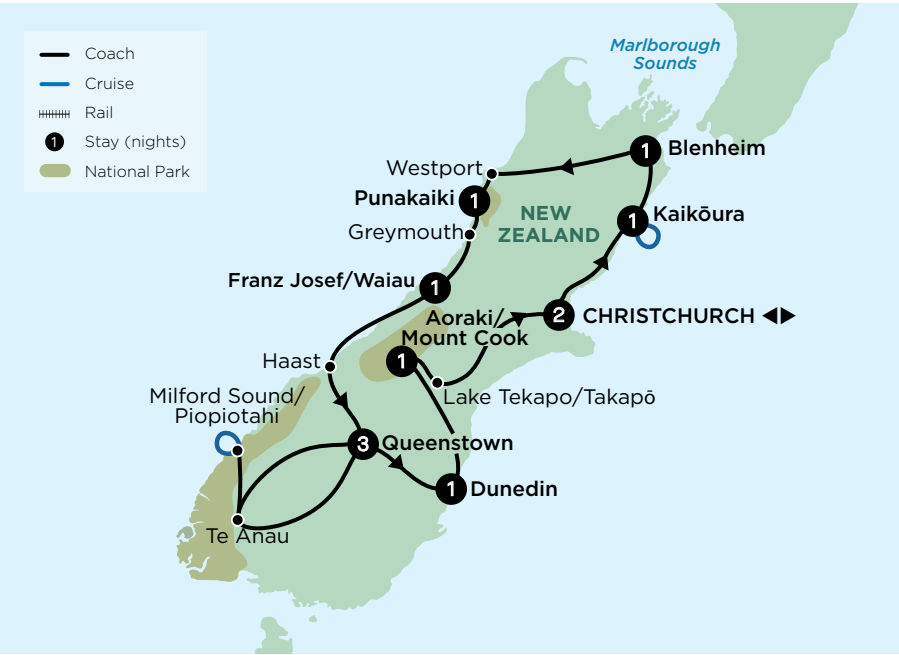 Coach
Cruise
Rail
1 Stay (nights)
National Park
Marlborough
Sounds
1 Blenheim
Westport
Punakaiki 1
NEW
ZEALAND
1 Kaikōura
Greymouth
Franz Josef/Waiau 1
2 CHRISTCHURCH
Aoraki/
Mount Cook
1
Haast
Lake Tekapo/Takapō
Milford Sound/
Piopiotahi
3 Queenstown
1 Dunedin
Te Anau